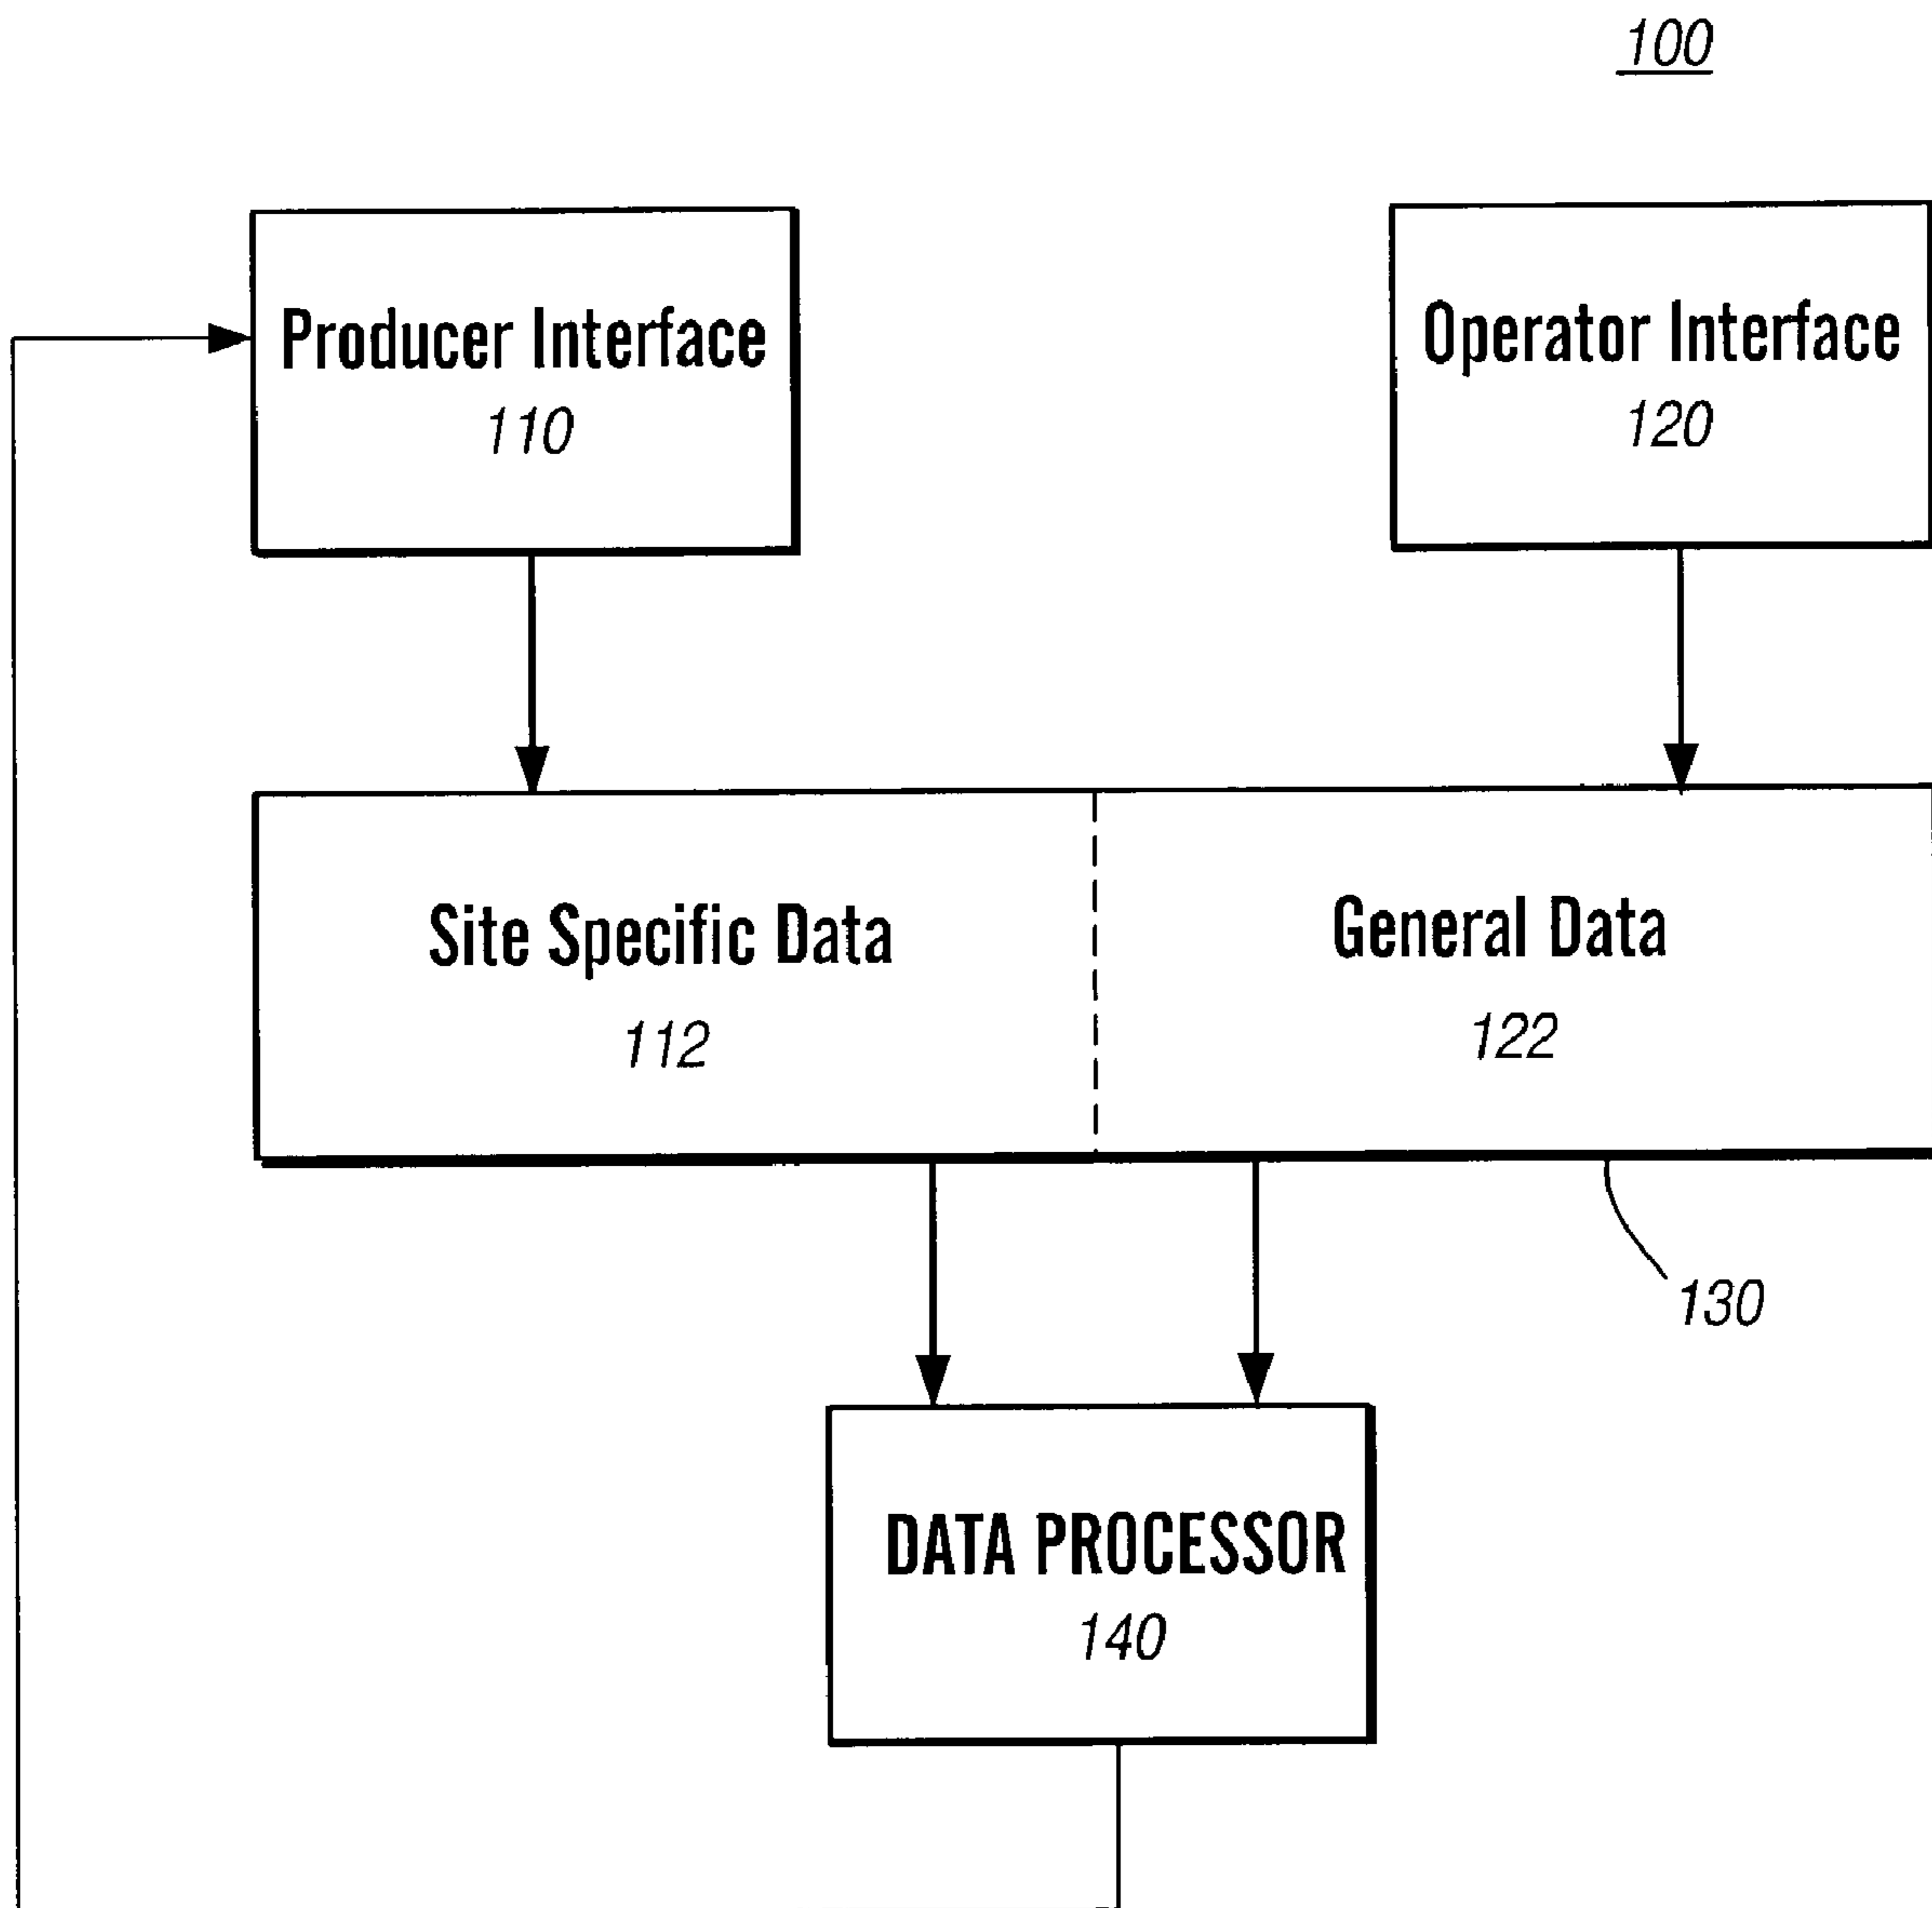 100
Producer Interface
110
Operator Interface
120
Site Specific Data
112
General Data
122
130
DATA PROCESSOR
140